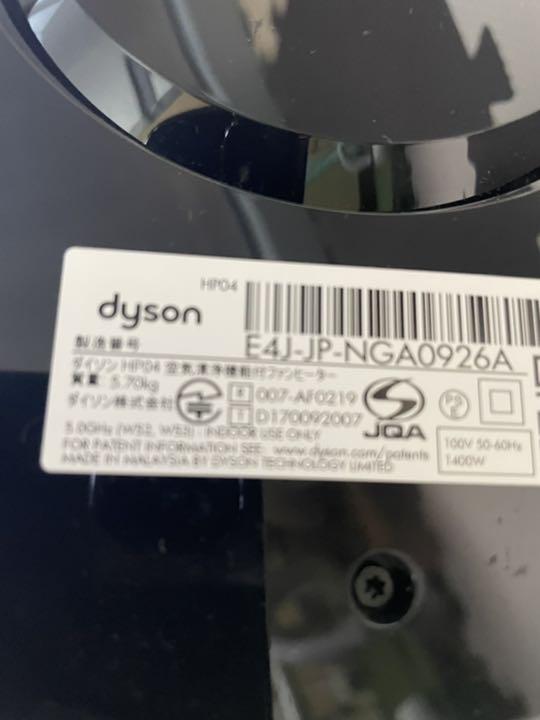 HP04
dyson
製造番号
E4J-JP-NGA0926A
ダイソン HP04 空気清浄機能付ファンヒーター
質量: 5.70kg
ダイソン株式会社
007-AF0219
D170092007
JQA
PS
100V 50-60Hz
1400W
5.0GHz (W52, W53) : INDOOR USE ONLY
FOR PATENT INFORMATION SEE: www.dyson.com/patents
MADE IN MALAYSIA BY DYSON TECHNOLOGY LIMITED